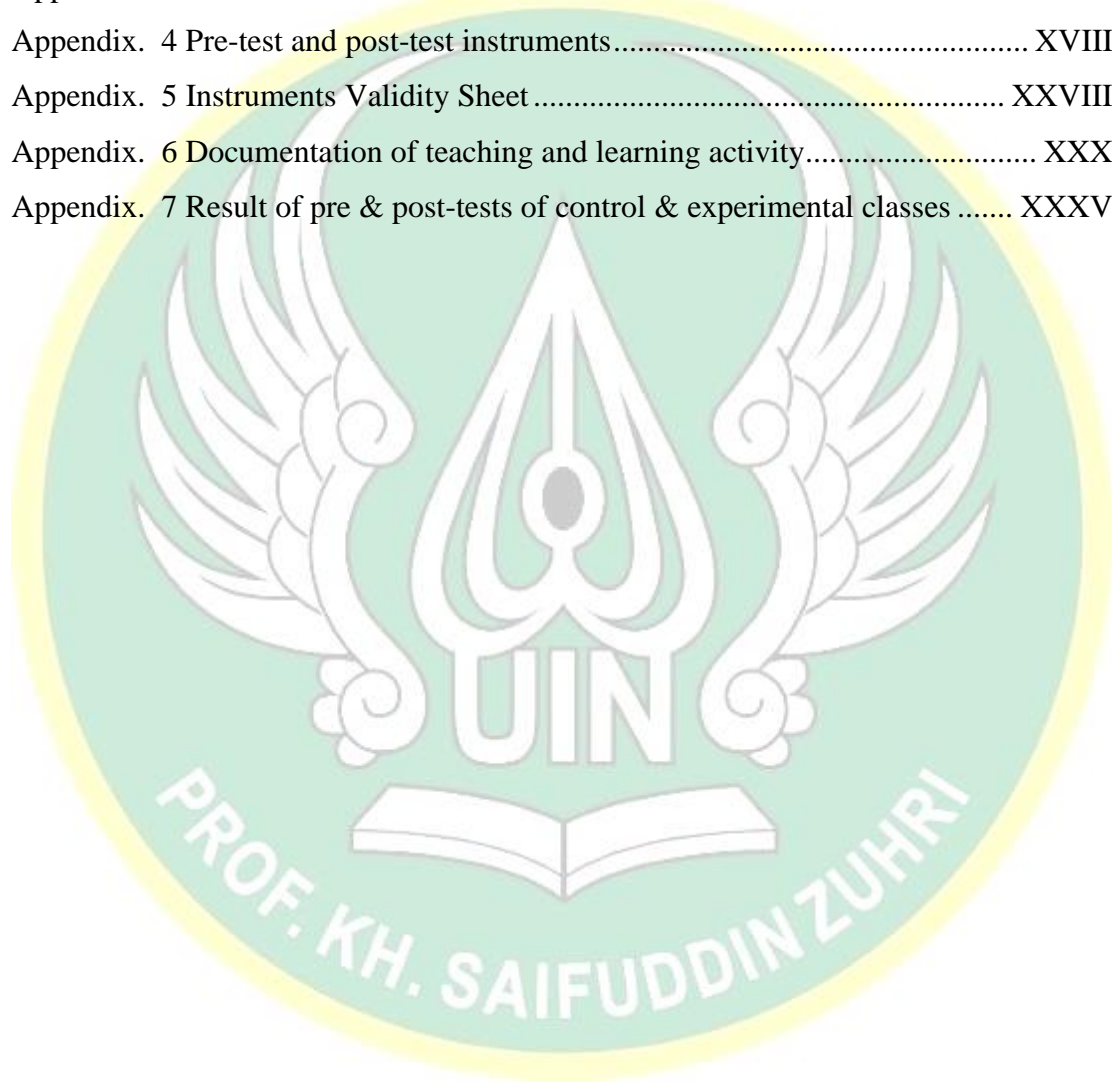 Appendix. 4 Pre-test and post-test instruments............................................. XVIII
Appendix. 5 Instruments Validity Sheet................................................... XXVIII
Appendix. 6 Documentation of teaching and learning activity......................... XXX
Appendix. 7 Result of pre & post-tests of control & experimental classes ....... XXXV
UIN
PROF. KH. SAIFUDDIN ZUHRI